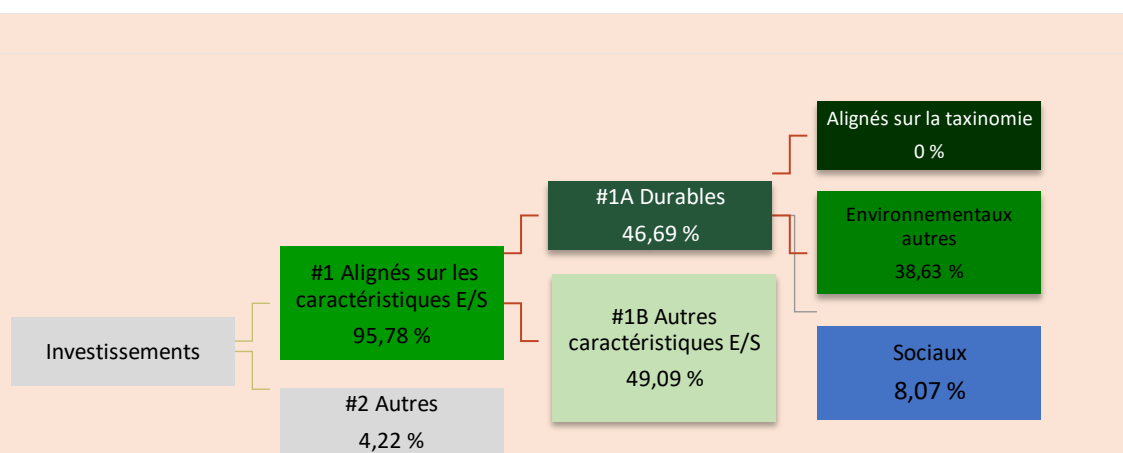 Investissements
#1 Alignés sur les
caractéristiques E/S
95,78 %
#2 Autres
4,22 %
#1A Durables
46,69 %
#1B Autres
caractéristiques E/S
49,09 %
Alignés sur la taxinomie
0 %
Environnementaux
autres
38,63 %
Sociaux
8,07 %